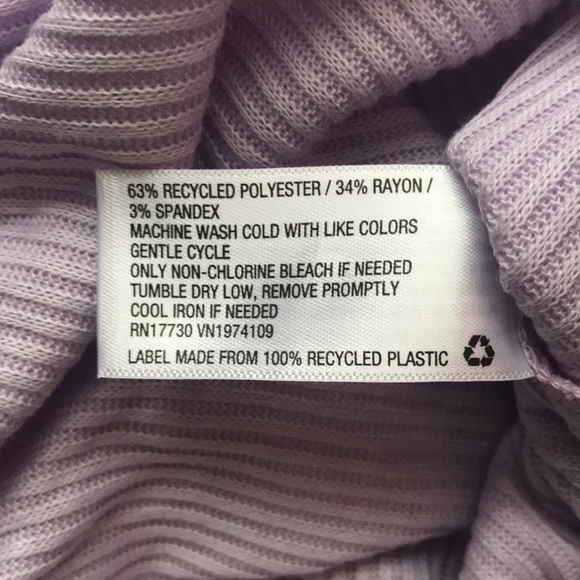 63% RECYCLED POLYESTER / 34% RAYON /
3% SPANDEX
MACHINE WASH COLD WITH LIKE COLORS
GENTLE CYCLE
ONLY NON-CHLORINE BLEACH IF NEEDED
TUMBLE DRY LOW, REMOVE PROMPTLY
COOL IRON IF NEEDED
RN17730 VN1974109
LABEL MADE FROM 100% RECYCLED PLASTIC